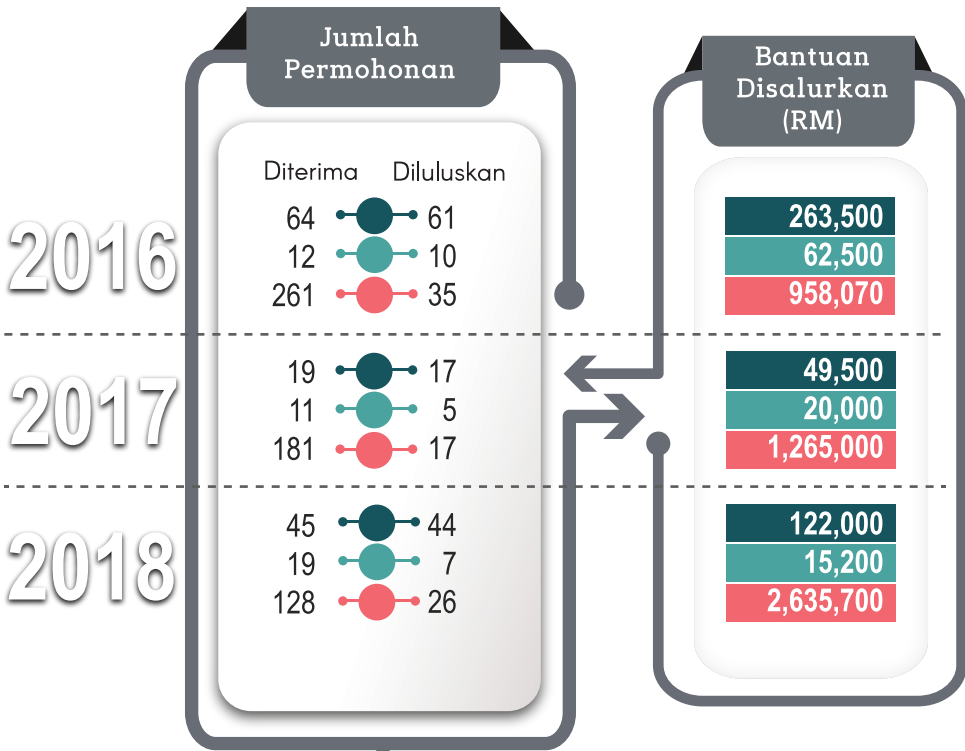 Jumlah
Permohonan
Bantuan
Disalurkan
(RM)
Diterima Diluluskan
2016
64 61 263,500
12 10 62,500
261 35 958,070
2017
19 17 49,500
11 5 20,000
181 17 1,265,000
2018
45 44 122,000
19 7 15,200
128 26 2,635,700